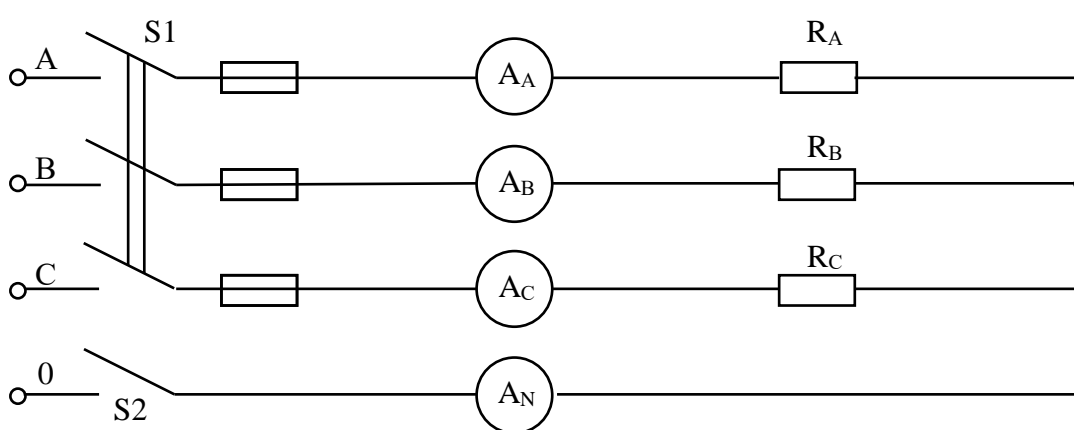 S1 R_A
A A_A
B A_B R_B
C A_C R_C
0 A_N
S2